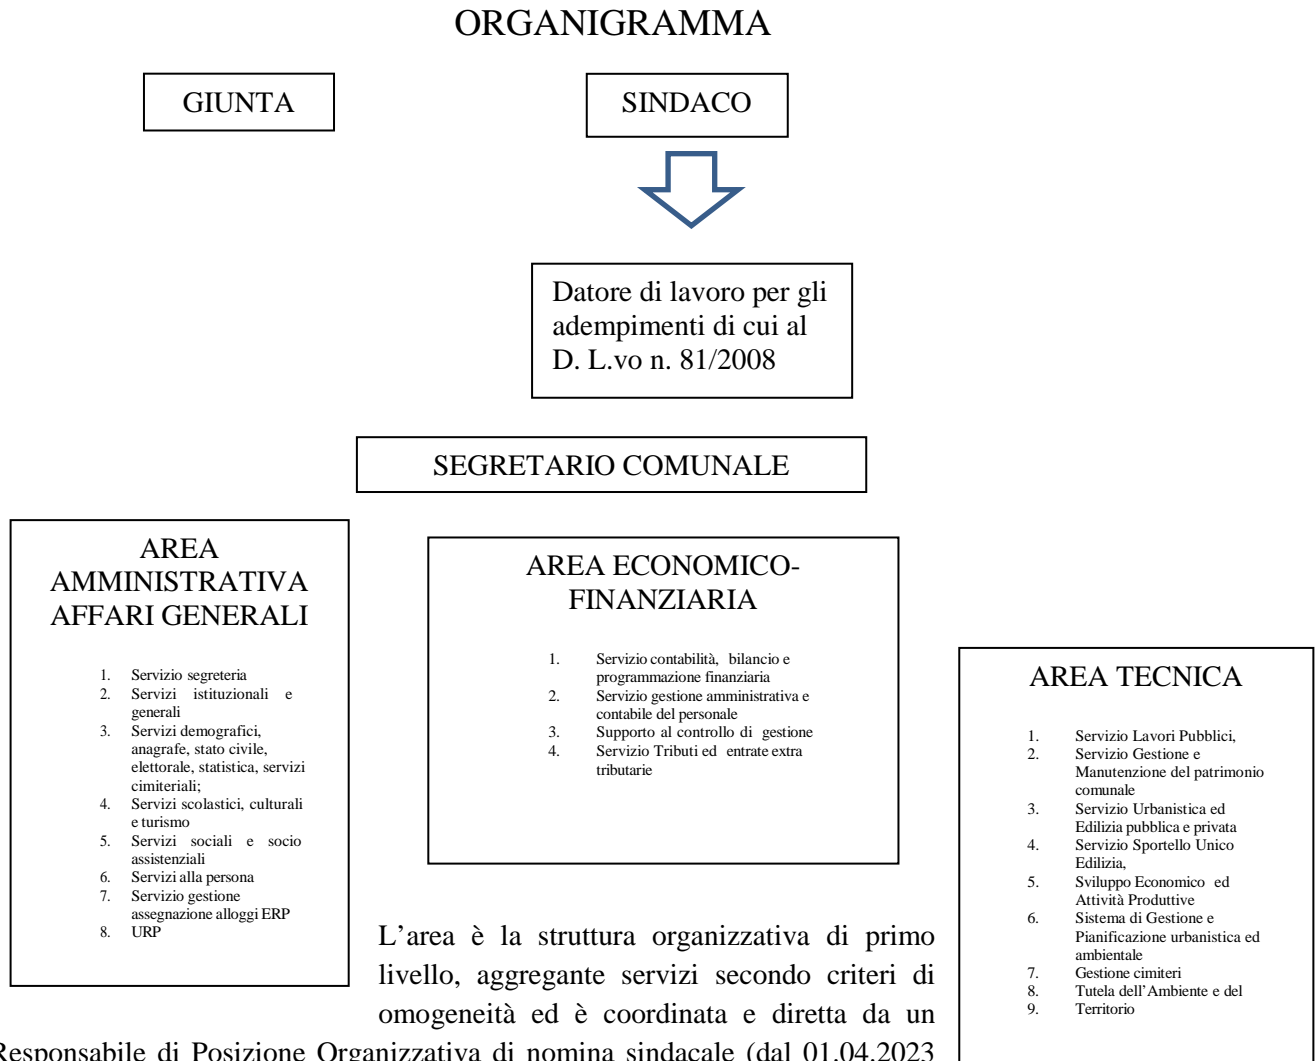 ORGANIGRAMMA
GIUNTA
SINDACO
Datore di lavoro per gli
adempimenti di cui al
D. L.vo n. 81/2008
SEGRETARIO COMUNALE
AREA
AMMINISTRATIVA
AFFARI GENERALI
1. Servizio segreteria
2. Servizi istituzionali e
generali
3. Servizi demografici,
anagrafe, stato civile,
elettorale, statistica, servizi
cimiteriali;
4. Servizi scolastici, culturali
e turismo
5. Servizi sociali e socio
assistenziali
6. Servizi alla persona
7. Servizio gestione
assegnazione alloggi ERP
8. URP
AREA ECONOMICO-
FINANZIARIA
1. Servizio contabilità, bilancio e
programmazione finanziaria
2. Servizio gestione amministrativa e
contabile del personale
3. Supporto al controllo di gestione
4. Servizio Tributi ed entrate extra
tributarie
AREA TECNICA
1. Servizio Lavori Pubblici,
2. Servizio Gestione e
Manutenzione del patrimonio
comunale
3. Servizio Urbanistica ed
Edilizia pubblica e privata
4. Servizio Sportello Unico
Edilizia,
5. Sviluppo Economico ed
Attività Produttive
6. Sistema di Gestione e
Pianificazione urbanistica ed
ambientale
7. Gestione cimiteri
8. Tutela dell'Ambiente e del
9. Territorio
L'area è la struttura organizzativa di primo
livello, aggregante servizi secondo criteri di
omogeneità ed è coordinata e diretta da un
Responsabile di Posizione Organizzativa di nomina sindacale (dal 01.04.2023